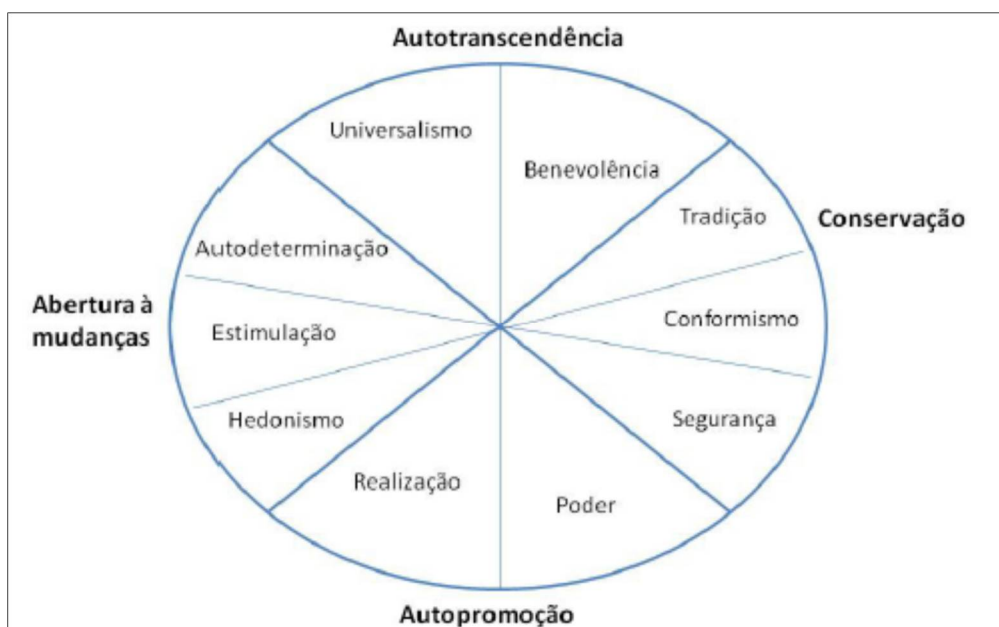 Autotranscendência
Universalismo
Benevolência
Tradição
Conservação
Autodeterminação
Abertura à
mudanças
Estimulação
Conformismo
Hedonismo
Segurança
Realização
Poder
Autopromoção